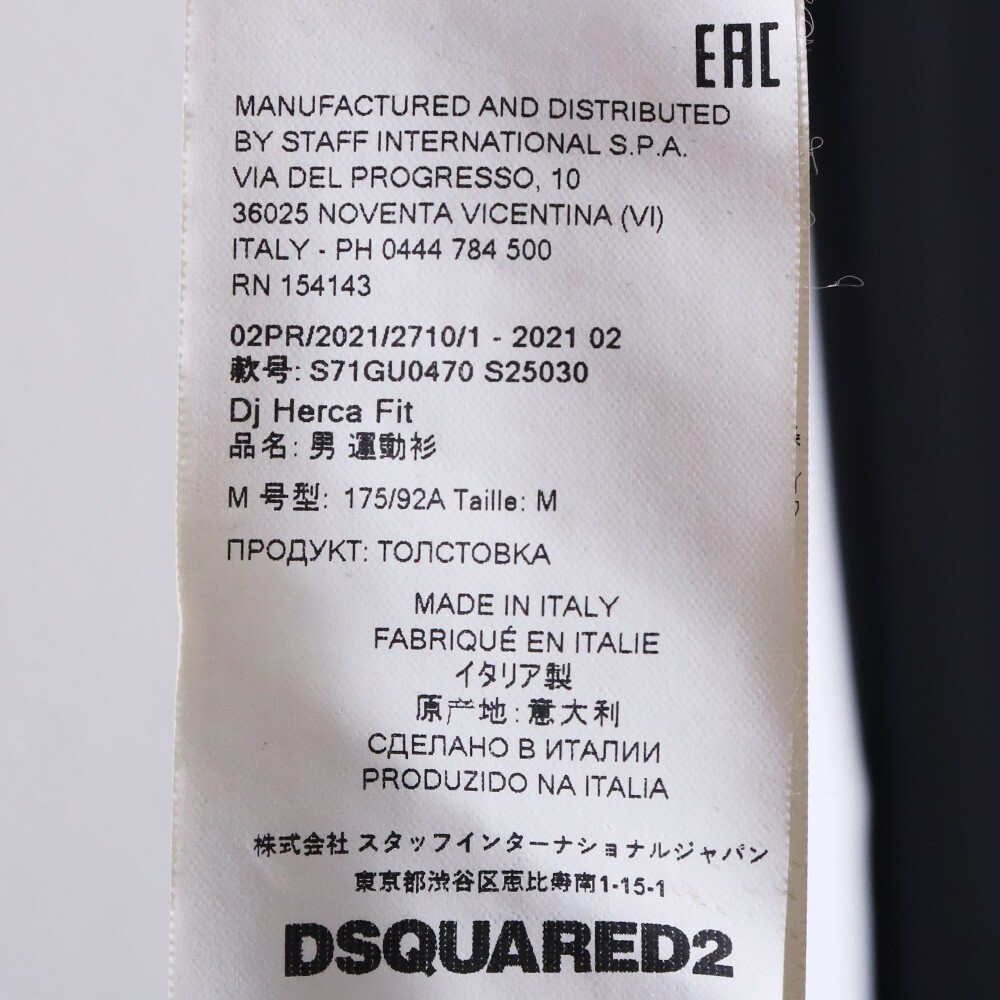 EAC
MANUFACTURED AND DISTRIBUTED
BY STAFF INTERNATIONAL S.P.A.
VIA DEL PROGRESSO, 10
36025 NOVENTA VICENTINA (VI)
ITALY - PH 0444 784 500
RN 154143
02PR/2021/2710/1 - 2021 02
款号: S71GU0470 S25030
Dj Herca Fit
品名: 男 運動衫
M 号型: 175/92A Taille: M
ПРОДУКТ: ТОЛСТОВКА
MADE IN ITALY
FABRIQUÉ EN ITALIE
イタリア製
原产地: 意大利
СДЕЛАНО В ИТАЛИИ
PRODUZIDO NA ITALIA
株式会社 スタッフインターナショナルジャパン
東京都渋谷区恵比寿南1-15-1
DSQUARED2